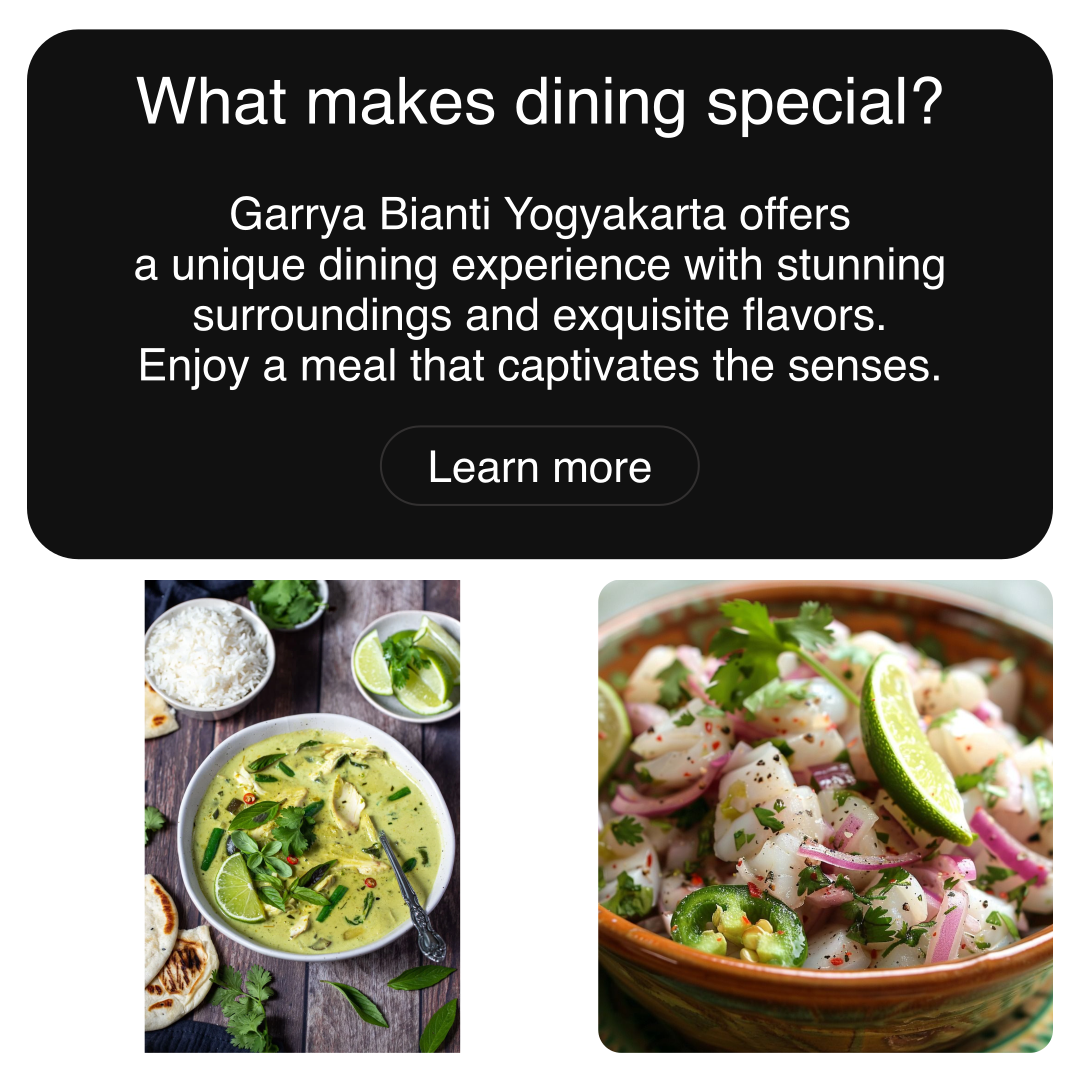 What makes dining special?
Garrya Bianti Yogyakarta offers
a unique dining experience with stunning
surroundings and exquisite flavors.
Enjoy a meal that captivates the senses.
Learn more